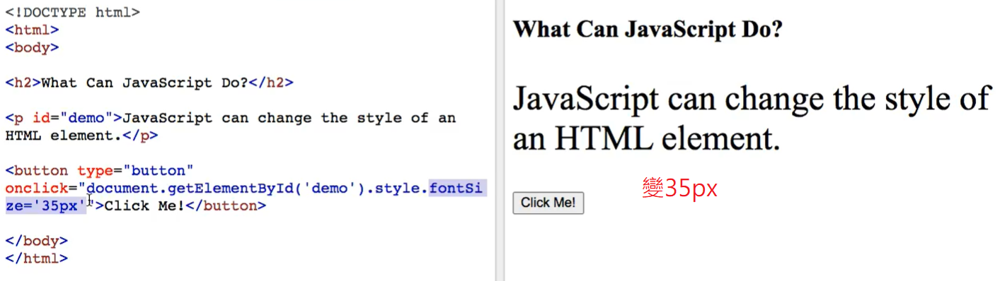 <!DOCTYPE html>
<html>
<body>
<h2>What Can JavaScript Do?</h2>
<p id="demo">JavaScript can change the style of an
HTML element.</p>
<button type="button"
onclick="document.getElementById('demo').style.fontSi
ze='35px'">Click Me!</button>
</body>
</html>
What Can JavaScript Do?
JavaScript can change the style of
an HTML element.
變35px
Click Me!